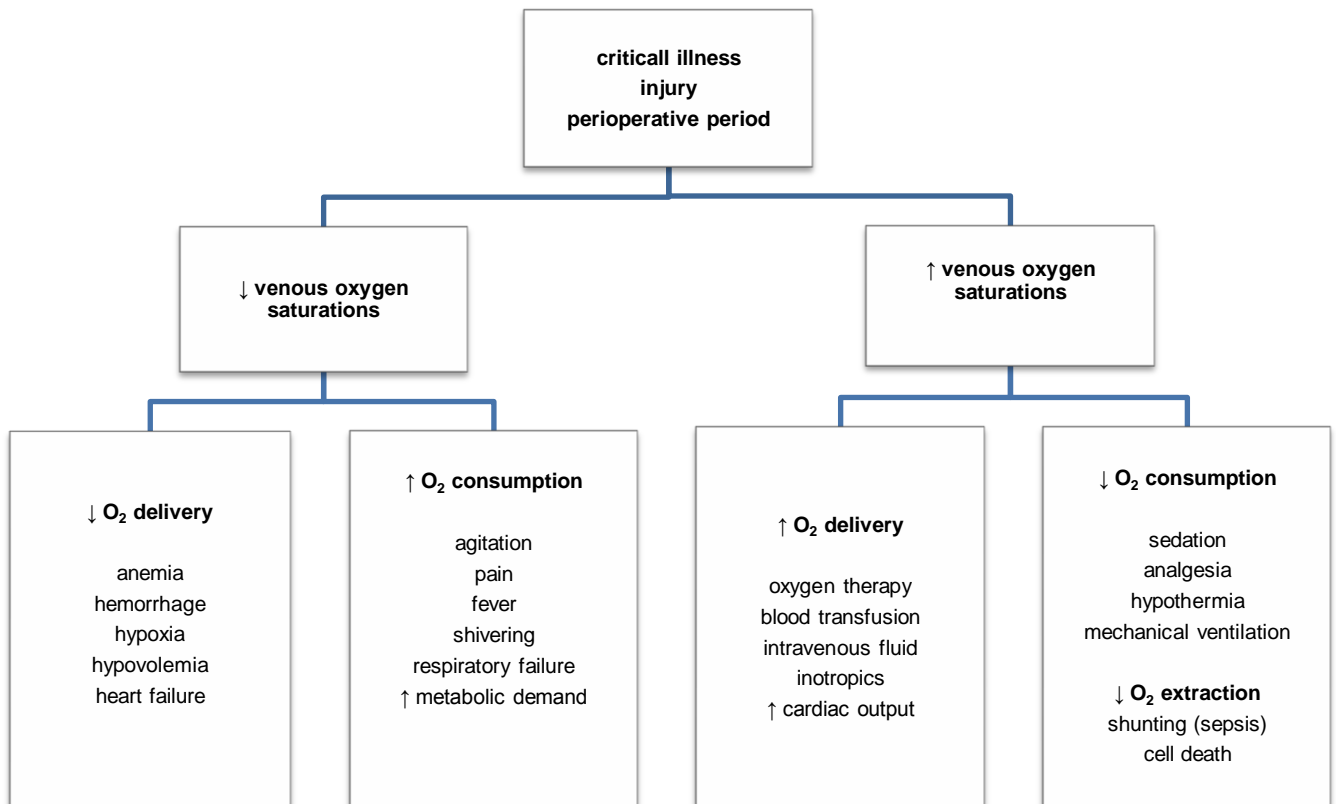 criticall illness
injury
perioperative period
↓ venous oxygen
saturations
↑ venous oxygen
saturations
↓ O₂ delivery
anemia
hemorrhage
hypoxia
hypovolemia
heart failure
↑ O₂ consumption
agitation
pain
fever
shivering
respiratory failure
↑ metabolic demand
↑ O₂ delivery
oxygen therapy
blood transfusion
intravenous fluid
inotropics
↑ cardiac output
↓ O₂ consumption
sedation
analgesia
hypothermia
mechanical ventilation
↓ O₂ extraction
shunting (sepsis)
cell death